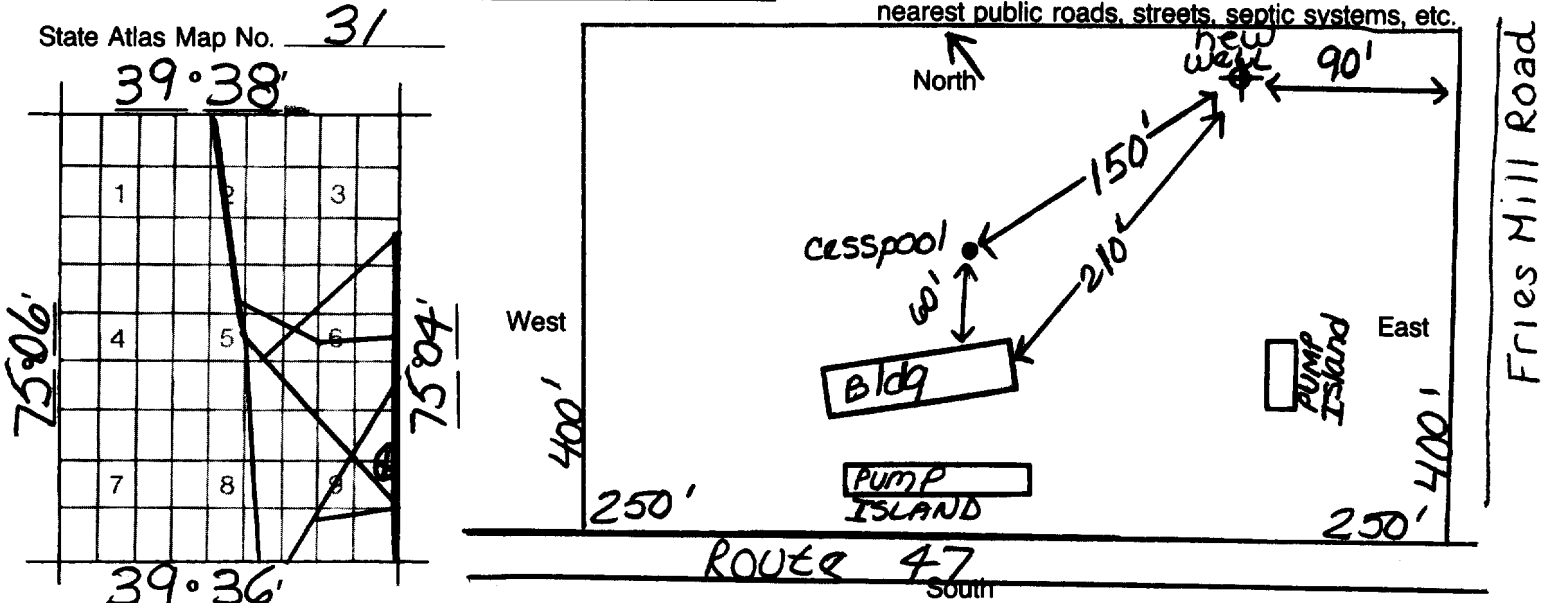 nearest public roads, streets, septic systems, etc.
State Atlas Map No. 31
39°38'
1 2 3
4 5 6
7 8 9
75°06'
75°04'
39°36'
North
new
well
90'
150'
210'
cesspool
60'
West
East
Bldg
PUMP
Island
PUMP
ISLAND
400'
400'
250'
250'
Route 47
South
Fries Mill Road